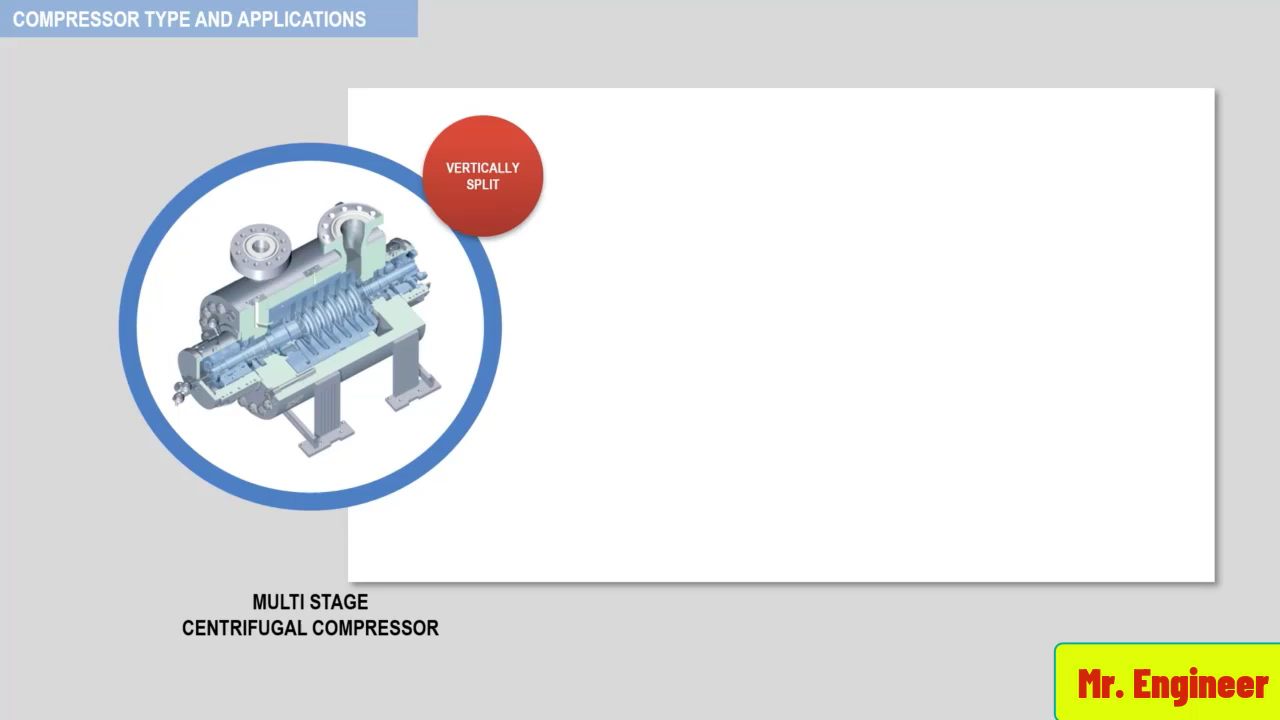 COMPRESSOR TYPE AND APPLICATIONS
VERTICALLY
SPLIT
MULTI STAGE
CENTRIFUGAL COMPRESSOR
Mr. Engineer